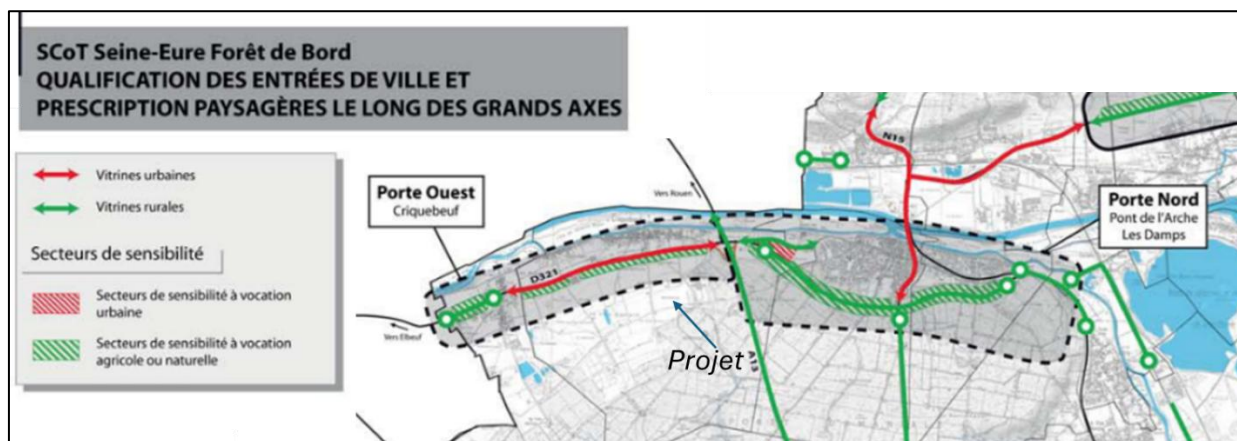 SCoT Seine-Eure Forêt de Bord
QUALIFICATION DES ENTRÉES DE VILLE ET
PRESCRIPTION PAYSAGÈRES LE LONG DES GRANDS AXES
Vitrines urbaines
Vitrines rurales
Secteurs de sensibilité
Secteurs de sensibilité à vocation
urbaine
Secteurs de sensibilité à vocation
agricole ou naturelle
Porte Ouest
Criquebeuf
Vers Rouen
N15
Porte Nord
Pont de l'Arche
Les Damps
D321
Vers Elbeuf
Projet
A13